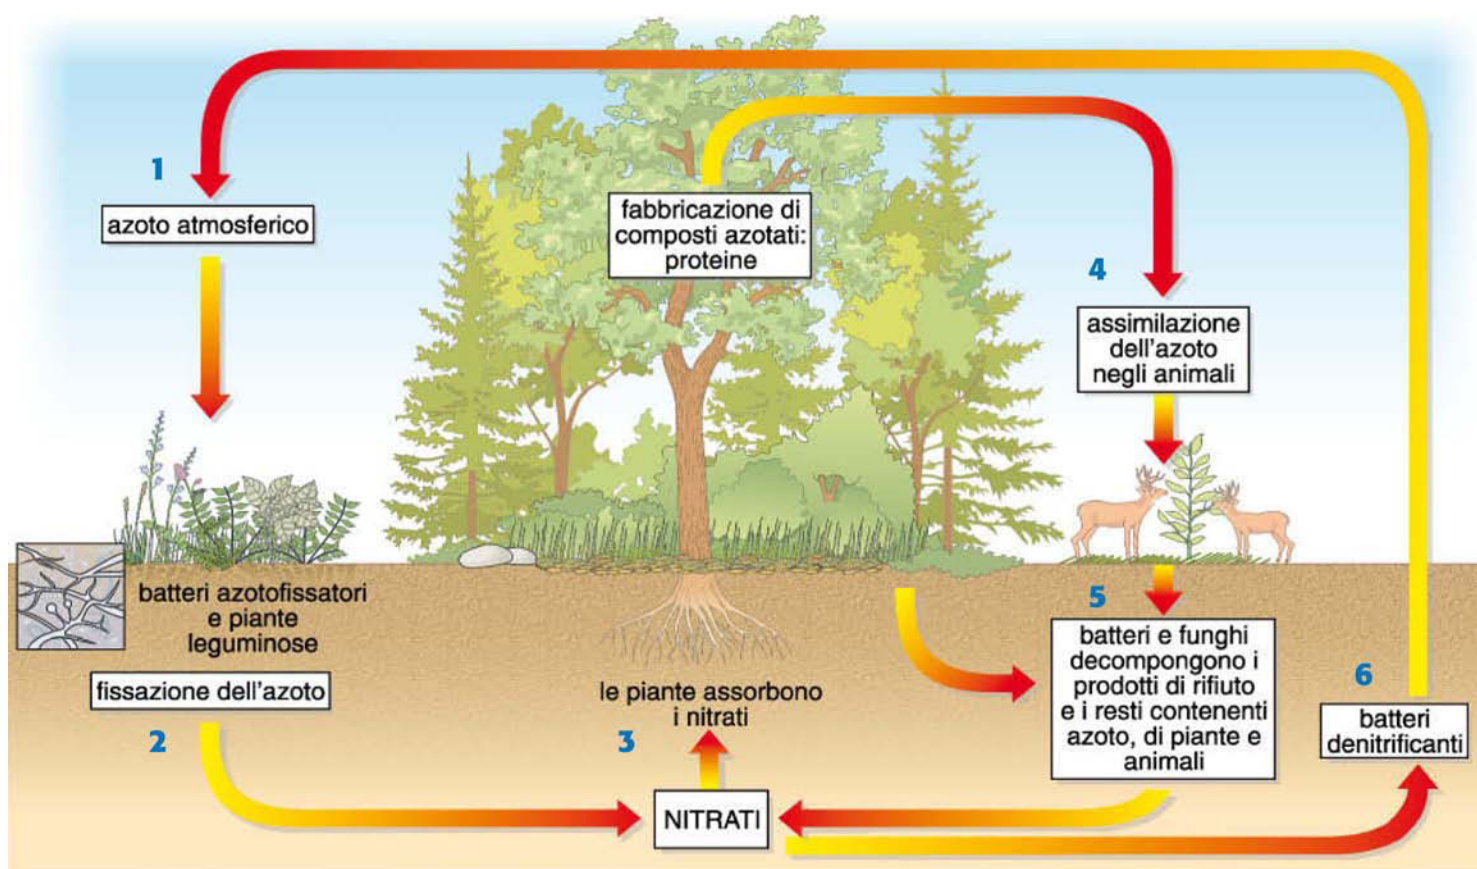 1
azoto atmosferico
fabbricazione di
composti azotati:
proteine
4
assimilazione
dell'azoto
negli animali
batteri azotofissatori
e piante
leguminose
fissazione dell'azoto
2
le piante assorbono
i nitrati
3
NITRATI
5
batteri e funghi
decompongono i
prodotti di rifiuto
e i resti contenenti
azoto, di piante e
animali
6
batteri
denitrificanti